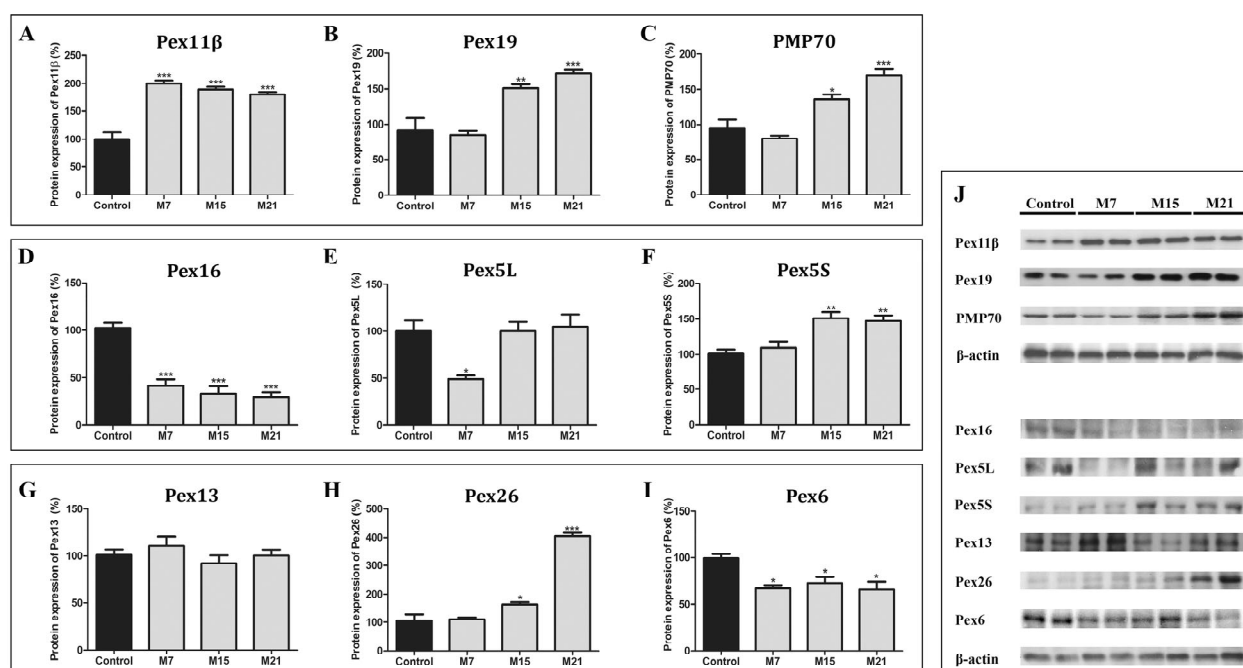 A
Pex11β
Protein expression of Pex11β (%)
250
200
150
100
50
0
Control M7 M15 M21
*** *** ***
B
Pex19
Protein expression of Pex19 (%)
200
150
100
50
0
Control M7 M15 M21
** ***
C
PMP70
Protein expression of PMP70 (%)
200
150
100
50
0
Control M7 M15 M21
* ***
D
Pex16
Protein expression of Pex16 (%)
150
100
50
0
Control M7 M15 M21
*** *** ***
E
Pex5L
Protein expression of Pex5L (%)
150
100
50
0
Control M7 M15 M21
*
F
Pex5S
Protein expression of Pex5S (%)
200
150
100
50
0
Control M7 M15 M21
** **
G
Pex13
Protein expression of Pex13 (%)
150
100
50
0
Control M7 M15 M21
H
Pex26
Protein expression of Pex26 (%)
500
400
300
200
100
0
Control M7 M15 M21
* ***
I
Pex6
Protein expression of Pex6 (%)
150
100
50
0
Control M7 M15 M21
* * *
J
Control M7 M15 M21
Pex11β
Pex19
PMP70
β-actin
Pex16
Pex5L
Pex5S
Pex13
Pex26
Pex6
β-actin